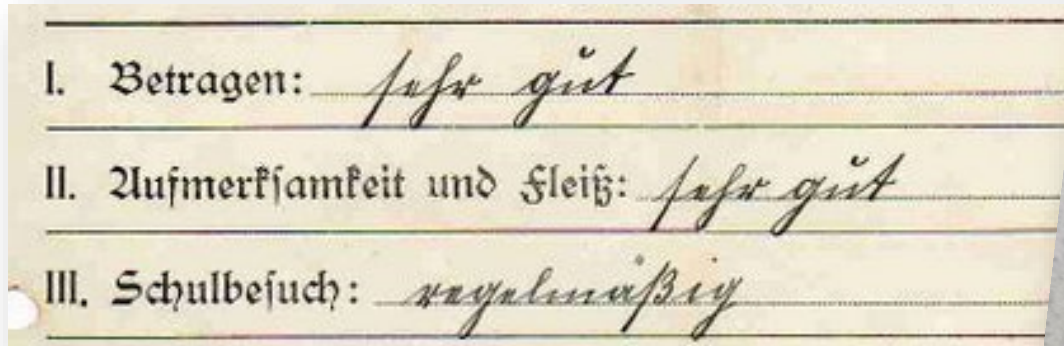 I. Betragen: sehr gut
II. Aufmerksamkeit und Fleiß: sehr gut
III. Schulbesuch: regelmäßig